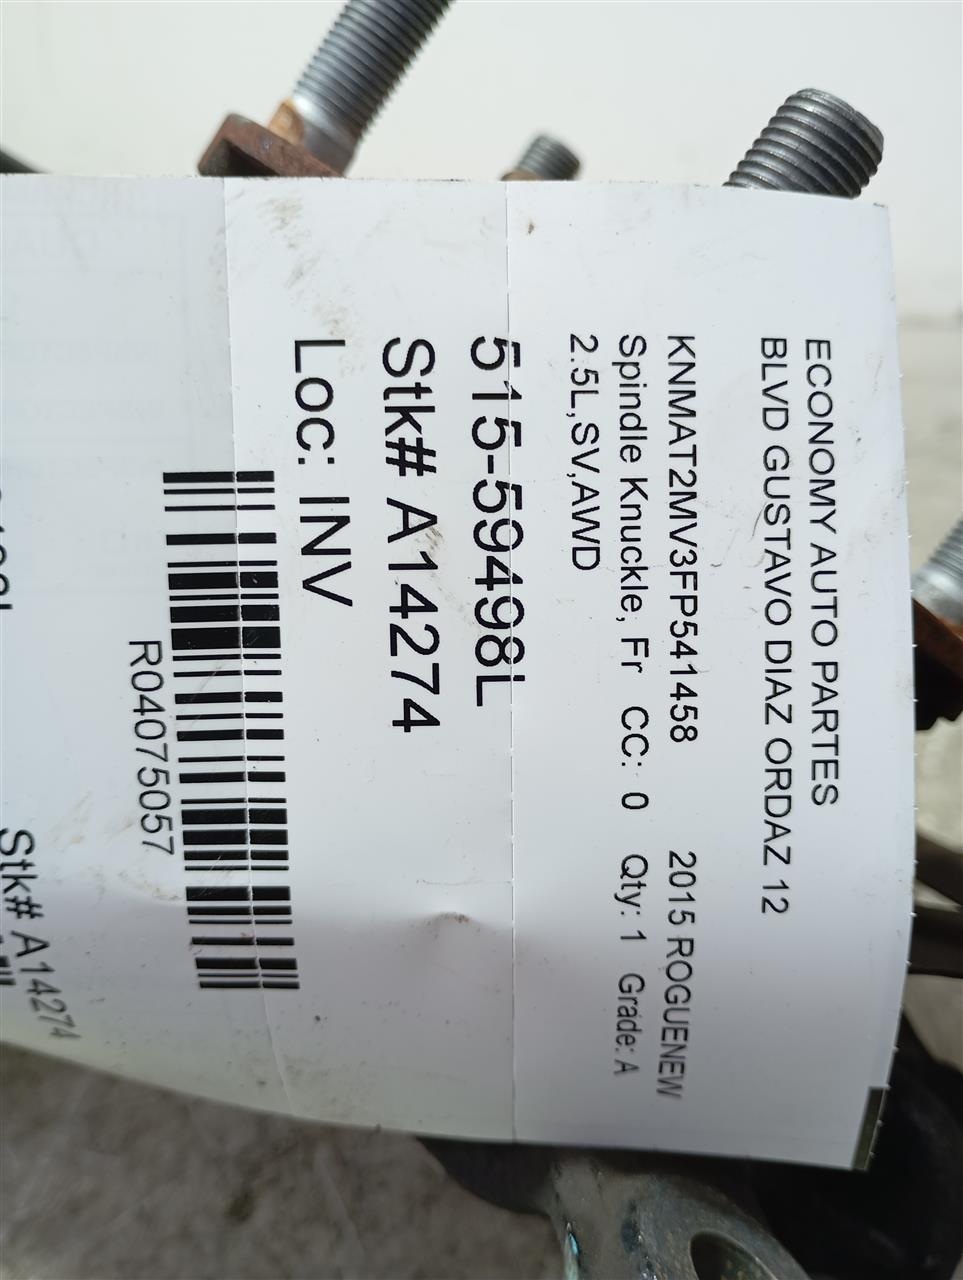 ECONOMY AUTO PARTES
BLVD GUSTAVO DIAZ ORDAZ 12
KNMAT2MV3FP541458 2015 ROGUENEW
Spindle Knuckle, Fr CC: 0 Qty: 1 Grade: A
2.5L,SV,AWD
515-59498L
Stk# A14274
Loc: INV
R04075057
Stk# A14274